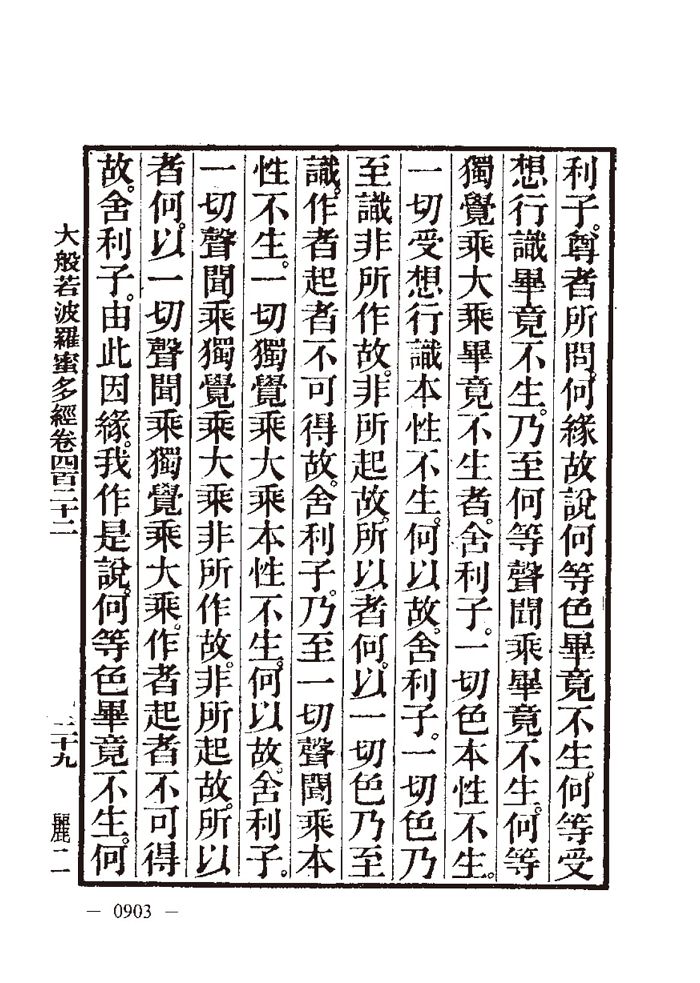 利子。尊者所問。何緣故說何等色畢竟不生。何等受
想行識畢竟不生。乃至何等聲聞乘畢竟不生。何等
獨覺乘大乘畢竟不生者。舍利子。一切色本性不生。
一切受想行識本性不生。何以故。舍利子。一切色乃
至識非所作故。非所起故。所以者何。以一切色乃至
識。作者起者不可得故。舍利子。乃至一切聲聞乘本
性不生。一切獨覺乘大乘本性不生。何以故。舍利子。
一切聲聞乘獨覺乘大乘非所作故。非所起故。所以
者何。以一切聲聞乘獨覺乘大乘。作者起者不可得
故。舍利子。由此因緣。我作是說。何等色畢竟不生。何
大般若波羅蜜多經卷四百二十二
二十九
麗二
— 0903 —